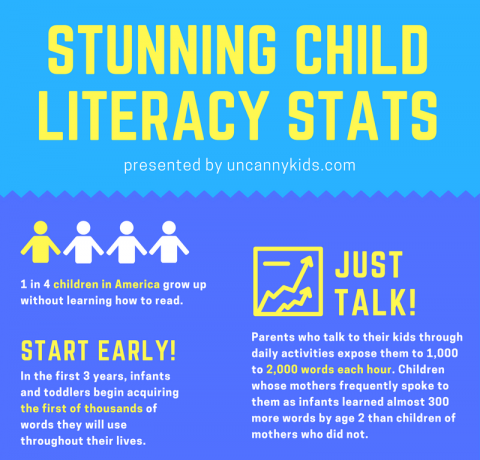 STUNNING CHILD
LITERACY STATS
presented by uncannykids.com
1 in 4 children in America grow up
without learning how to read.
START EARLY!
In the first 3 years, infants
and toddlers begin acquiring
the first of thousands of
words they will use
throughout their lives.
JUST
TALK!
Parents who talk to their kids through
daily activities expose them to 1,000
to 2,000 words each hour. Children
whose mothers frequently spoke to
them as infants learned almost 300
more words by age 2 than children of
mothers who did not.